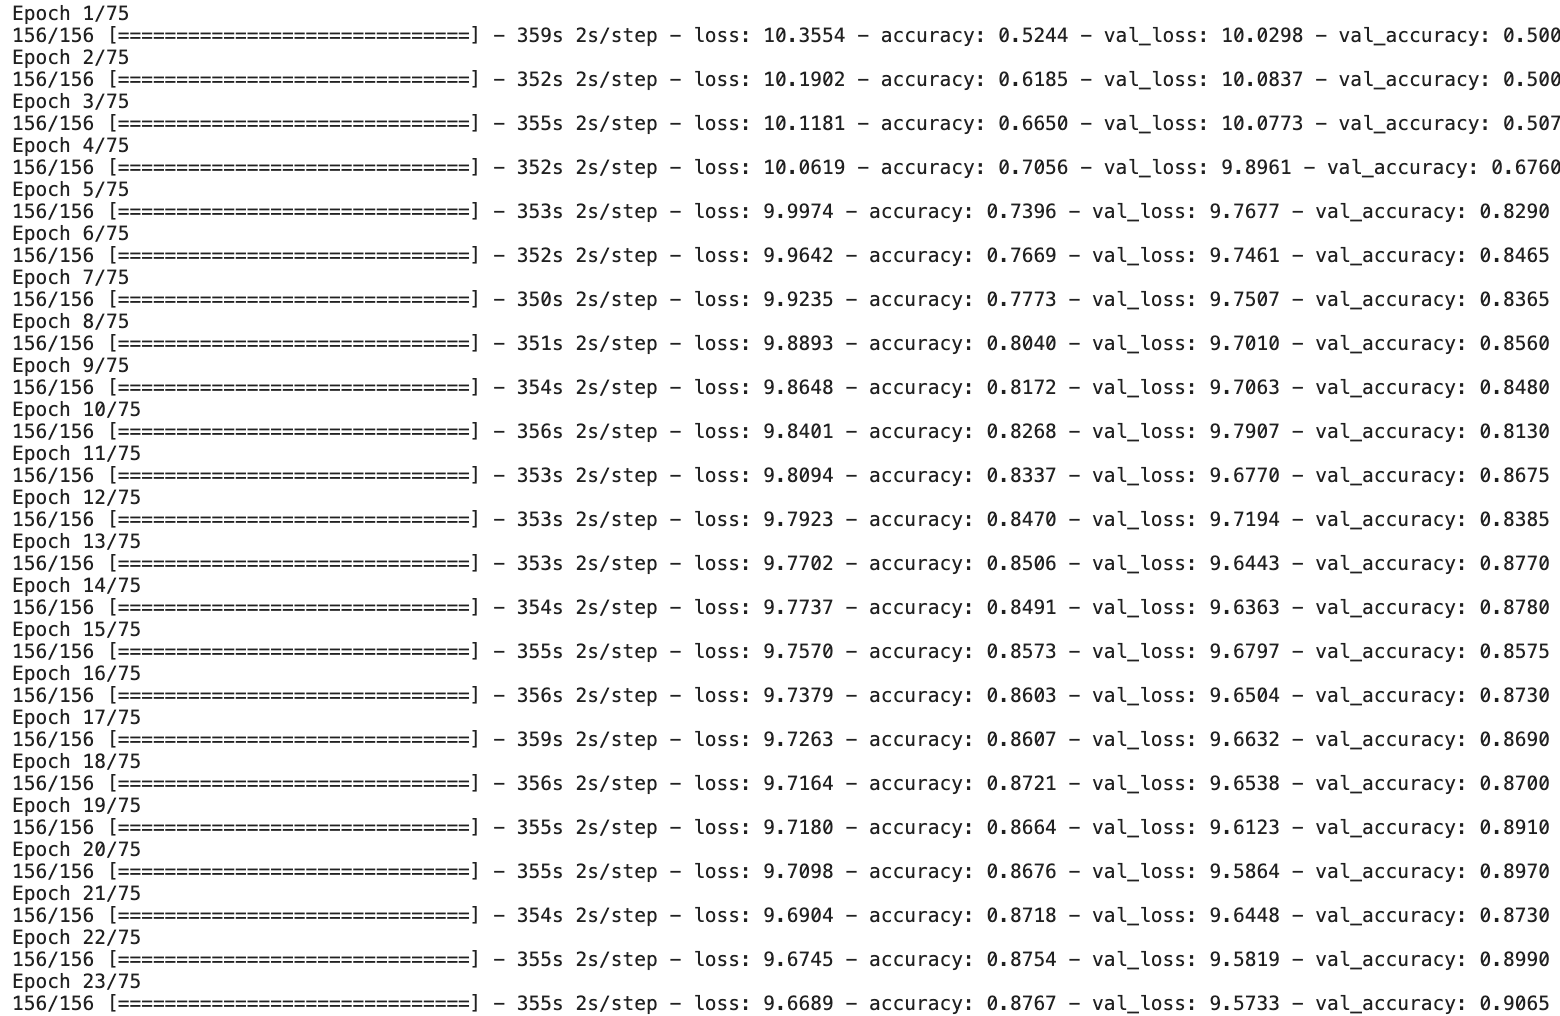 Epoch 1/75
156/156 [==============================] - 359s 2s/step - loss: 10.3554 - accuracy: 0.5244 - val_loss: 10.0298 - val_accuracy: 0.500
Epoch 2/75
156/156 [==============================] - 352s 2s/step - loss: 10.1902 - accuracy: 0.6185 - val_loss: 10.0837 - val_accuracy: 0.500
Epoch 3/75
156/156 [==============================] - 355s 2s/step - loss: 10.1181 - accuracy: 0.6650 - val_loss: 10.0773 - val_accuracy: 0.507
Epoch 4/75
156/156 [==============================] - 352s 2s/step - loss: 10.0619 - accuracy: 0.7056 - val_loss: 9.8961 - val_accuracy: 0.6760
Epoch 5/75
156/156 [==============================] - 353s 2s/step - loss: 9.9974 - accuracy: 0.7396 - val_loss: 9.7677 - val_accuracy: 0.8290
Epoch 6/75
156/156 [==============================] - 352s 2s/step - loss: 9.9642 - accuracy: 0.7669 - val_loss: 9.7461 - val_accuracy: 0.8465
Epoch 7/75
156/156 [==============================] - 350s 2s/step - loss: 9.9235 - accuracy: 0.7773 - val_loss: 9.7507 - val_accuracy: 0.8365
Epoch 8/75
156/156 [==============================] - 351s 2s/step - loss: 9.8893 - accuracy: 0.8040 - val_loss: 9.7010 - val_accuracy: 0.8560
Epoch 9/75
156/156 [==============================] - 354s 2s/step - loss: 9.8648 - accuracy: 0.8172 - val_loss: 9.7063 - val_accuracy: 0.8480
Epoch 10/75
156/156 [==============================] - 356s 2s/step - loss: 9.8401 - accuracy: 0.8268 - val_loss: 9.7907 - val_accuracy: 0.8130
Epoch 11/75
156/156 [==============================] - 353s 2s/step - loss: 9.8094 - accuracy: 0.8337 - val_loss: 9.6770 - val_accuracy: 0.8675
Epoch 12/75
156/156 [==============================] - 353s 2s/step - loss: 9.7923 - accuracy: 0.8470 - val_loss: 9.7194 - val_accuracy: 0.8385
Epoch 13/75
156/156 [==============================] - 353s 2s/step - loss: 9.7702 - accuracy: 0.8506 - val_loss: 9.6443 - val_accuracy: 0.8770
Epoch 14/75
156/156 [==============================] - 354s 2s/step - loss: 9.7737 - accuracy: 0.8491 - val_loss: 9.6363 - val_accuracy: 0.8780
Epoch 15/75
156/156 [==============================] - 355s 2s/step - loss: 9.7570 - accuracy: 0.8573 - val_loss: 9.6797 - val_accuracy: 0.8575
Epoch 16/75
156/156 [==============================] - 356s 2s/step - loss: 9.7379 - accuracy: 0.8603 - val_loss: 9.6504 - val_accuracy: 0.8730
Epoch 17/75
156/156 [==============================] - 359s 2s/step - loss: 9.7263 - accuracy: 0.8607 - val_loss: 9.6632 - val_accuracy: 0.8690
Epoch 18/75
156/156 [==============================] - 356s 2s/step - loss: 9.7164 - accuracy: 0.8721 - val_loss: 9.6538 - val_accuracy: 0.8700
Epoch 19/75
156/156 [==============================] - 355s 2s/step - loss: 9.7180 - accuracy: 0.8664 - val_loss: 9.6123 - val_accuracy: 0.8910
Epoch 20/75
156/156 [==============================] - 355s 2s/step - loss: 9.7098 - accuracy: 0.8676 - val_loss: 9.5864 - val_accuracy: 0.8970
Epoch 21/75
156/156 [==============================] - 354s 2s/step - loss: 9.6904 - accuracy: 0.8718 - val_loss: 9.6448 - val_accuracy: 0.8730
Epoch 22/75
156/156 [==============================] - 355s 2s/step - loss: 9.6745 - accuracy: 0.8754 - val_loss: 9.5819 - val_accuracy: 0.8990
Epoch 23/75
156/156 [==============================] - 355s 2s/step - loss: 9.6689 - accuracy: 0.8767 - val_loss: 9.5733 - val_accuracy: 0.9065